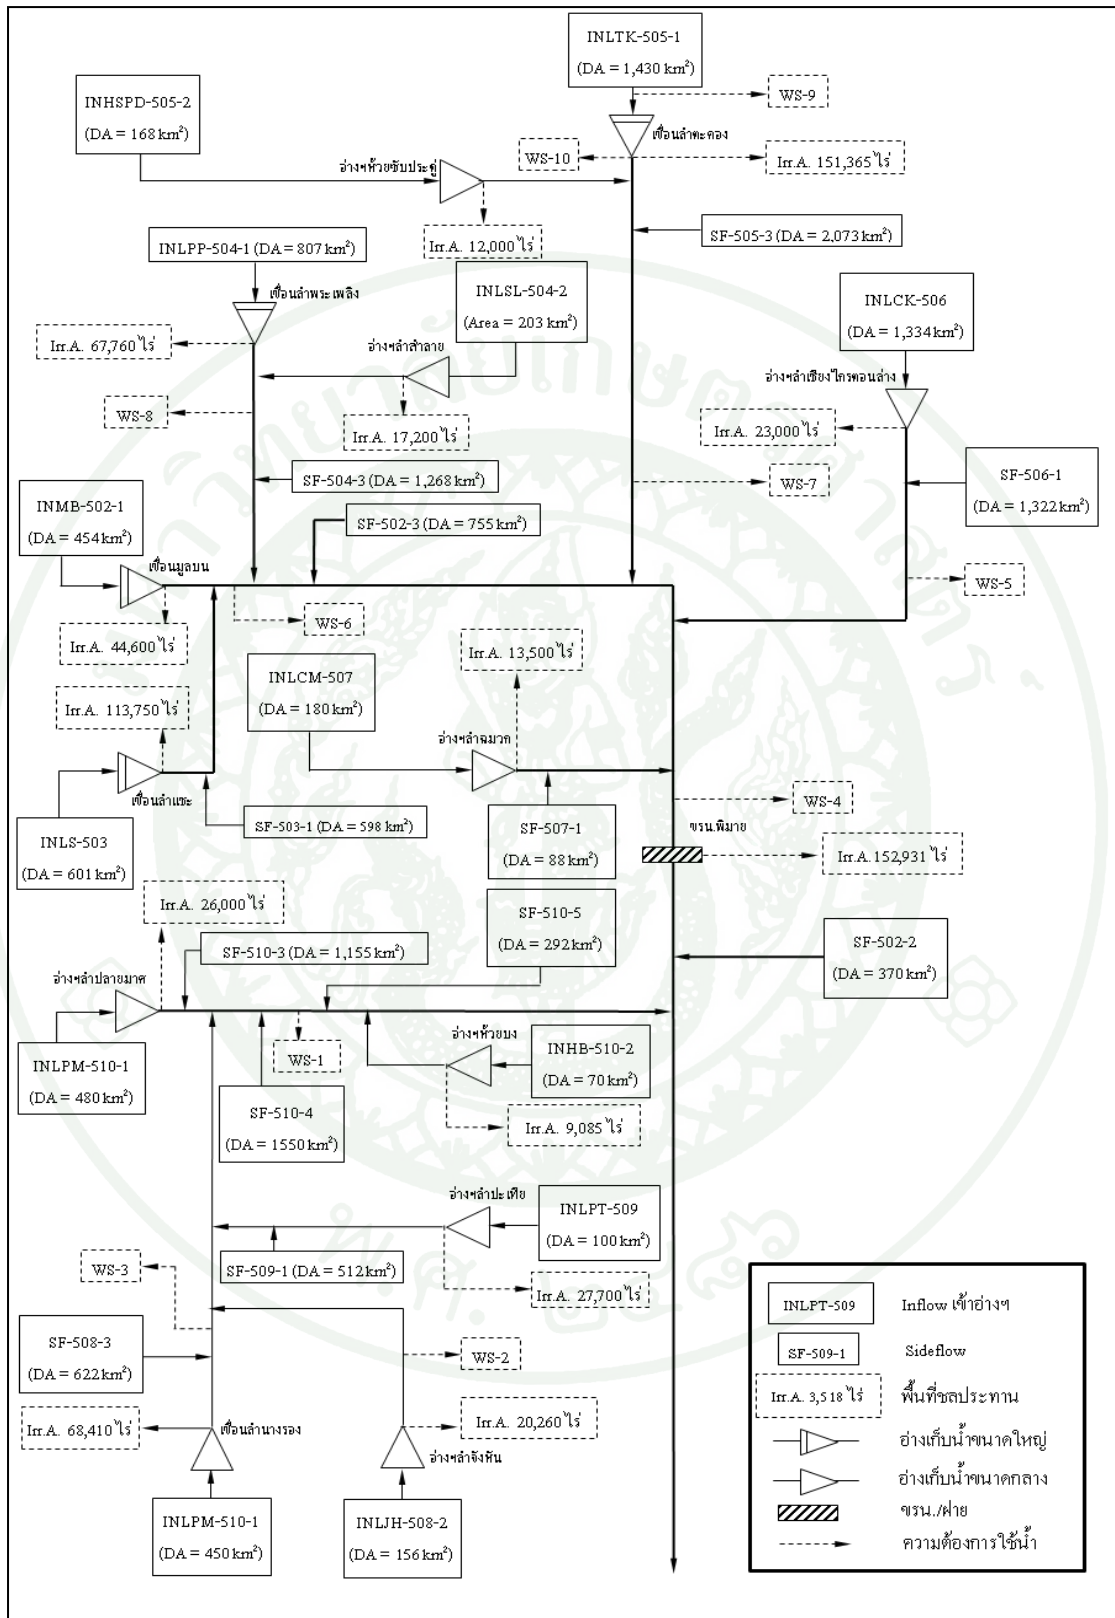 INLTK-505-1
(DA = 1,430 km²)
WS-9
INHSPD-505-2
(DA = 168 km²)
เขื่อนลำตะคอง
อ่างฯห้วยซับประดู่
WS-10
Irr.A. 151,365 ไร่
Irr.A. 12,000 ไร่
SF-505-3 (DA = 2,073 km²)
INLPP-504-1 (DA = 807 km²)
INLSL-504-2
(Area = 203 km²)
INLCK-506
(DA = 1,334 km²)
เขื่อนลำพระเพลิง
Irr.A. 67,760 ไร่
อ่างฯลำสำลาย
อ่างฯลำเชียงไกรตอนล่าง
WS-8
Irr.A. 17,200 ไร่
Irr.A. 23,000 ไร่
SF-504-3 (DA = 1,268 km²)
WS-7
SF-506-1
(DA = 1,322 km²)
INMB-502-1
(DA = 454 km²)
SF-502-3 (DA = 755 km²)
เขื่อนมูลบน
WS-5
WS-6
Irr.A. 44,600 ไร่
Irr.A. 13,500 ไร่
INLCM-507
(DA = 180 km²)
Irr.A. 113,750 ไร่
อ่างฯลำฉมวก
เขื่อนลำแชะ
WS-4
INLS-503
(DA = 601 km²)
SF-503-1 (DA = 598 km²)
SF-507-1
(DA = 88 km²)
ขรน.พิมาย
Irr.A. 152,931 ไร่
Irr.A. 26,000 ไร่
SF-510-5
(DA = 292 km²)
SF-510-3 (DA = 1,155 km²)
SF-502-2
(DA = 370 km²)
อ่างฯลำปลายมาศ
INLPM-510-1
(DA = 480 km²)
WS-1
อ่างฯห้วยบง
INHB-510-2
(DA = 70 km²)
SF-510-4
(DA = 1550 km²)
Irr.A. 9,085 ไร่
อ่างฯลำปะเทีย
INLPT-509
(DA = 100 km²)
WS-3
SF-509-1 (DA = 512 km²)
Irr.A. 27,700 ไร่
SF-508-3
(DA = 622 km²)
WS-2
Irr.A. 68,410 ไร่
เขื่อนลำนางรอง
Irr.A. 20,260 ไร่
อ่างฯลำจังหัน
INLPM-510-1
(DA = 450 km²)
INLJH-508-2
(DA = 156 km²)
INLPT-509
Inflow เข้าอ่างฯ
SF-509-1
Sideflow
Irr.A. 3,518 ไร่
พื้นที่ชลประทาน
อ่างเก็บน้ำขนาดใหญ่
อ่างเก็บน้ำขนาดกลาง
ขรน./ฝาย
ความต้องการใช้น้ำ
มหาวิทยาลัยเกษตรศาสตร์
พ.ศ. ๒๔๘๖